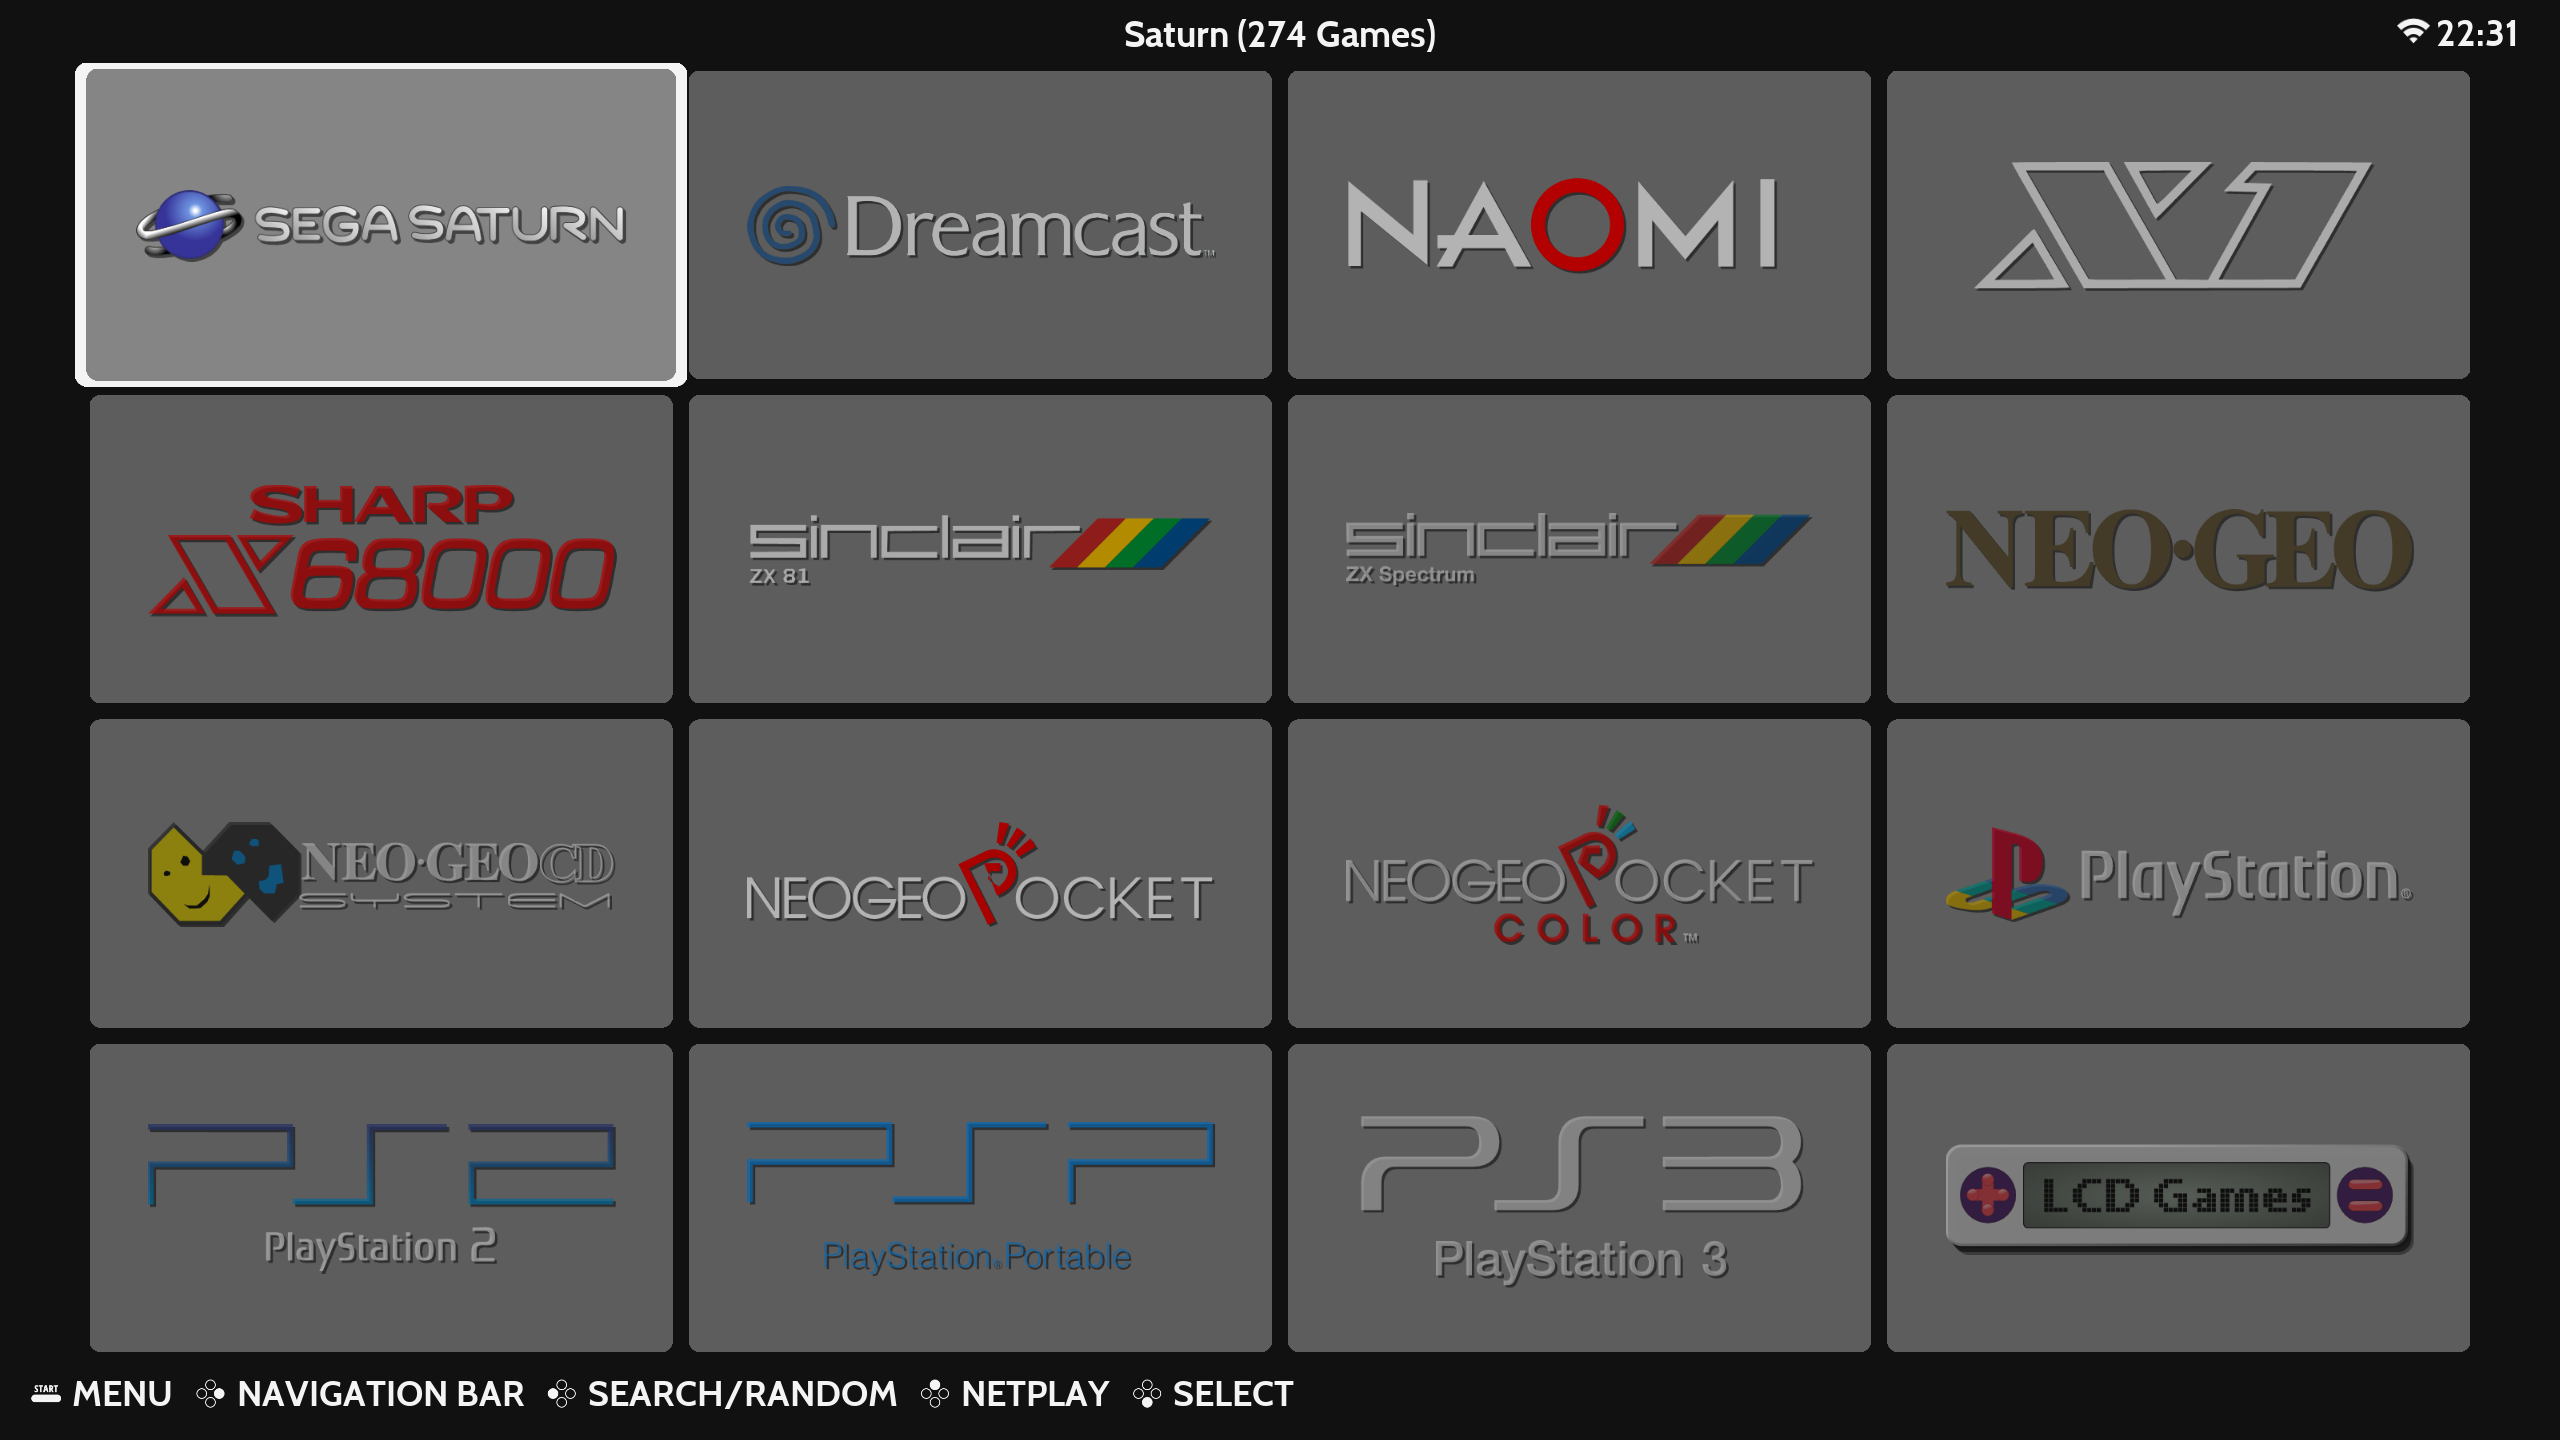 Saturn (274 Games)
22:31
SEGA SATURN
Dreamcast™
NAOMI
X1
SHARP
X68000
sinclair
ZX 81
sinclair
ZX Spectrum
NEO·GEO
NEO·GEO CD
SYSTEM
NEOGEO POCKET
NEOGEO POCKET
COLOR™
PlayStation®
PS2
PlayStation 2
PSP
PlayStation®Portable
PS3
PlayStation 3
LCD Games
START MENU NAVIGATION BAR SEARCH/RANDOM NETPLAY SELECT